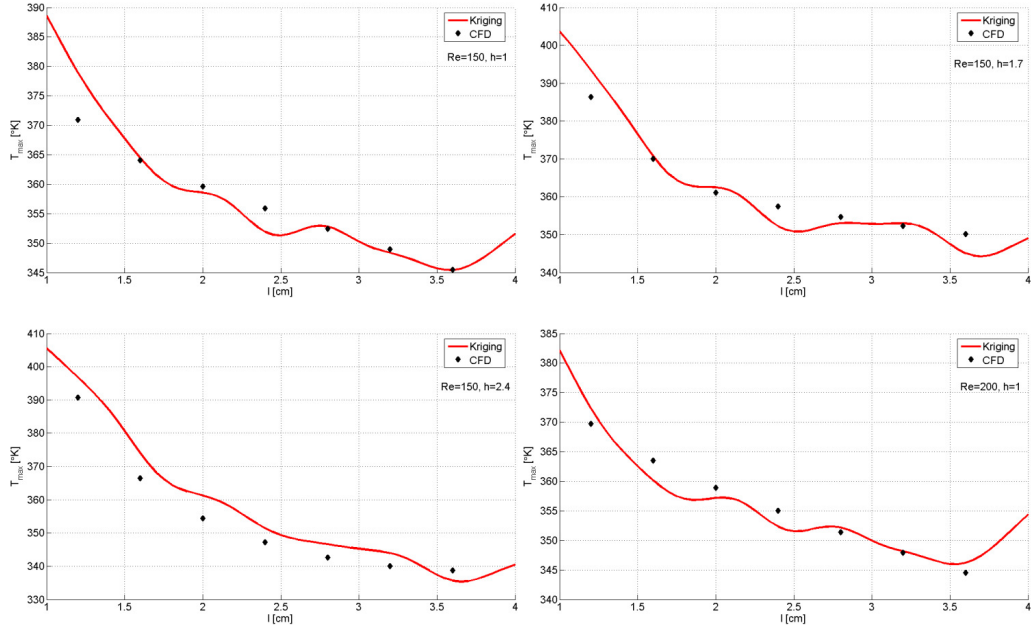 390
385
380
375
370
365
360
355
350
345
T_max [°K]
1 1.5 2 2.5 3 3.5 4
l [cm]
Kriging
CFD
Re=150, h=1
410
400
390
380
370
360
350
340
T_max [°K]
1 1.5 2 2.5 3 3.5 4
l [cm]
Kriging
CFD
Re=150, h=1.7
410
400
390
380
370
360
350
340
330
T_max [°K]
1 1.5 2 2.5 3 3.5 4
l [cm]
Kriging
CFD
Re=150, h=2.4
385
380
375
370
365
360
355
350
345
340
T_max [°K]
1 1.5 2 2.5 3 3.5 4
l [cm]
Kriging
CFD
Re=200, h=1